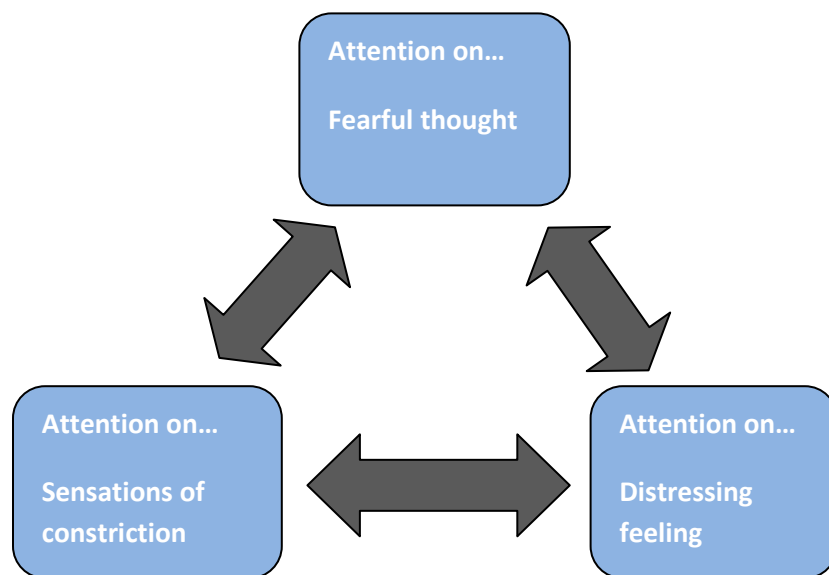 Attention on…
Fearful thought
Attention on…
Sensations of
constriction
Attention on…
Distressing
feeling